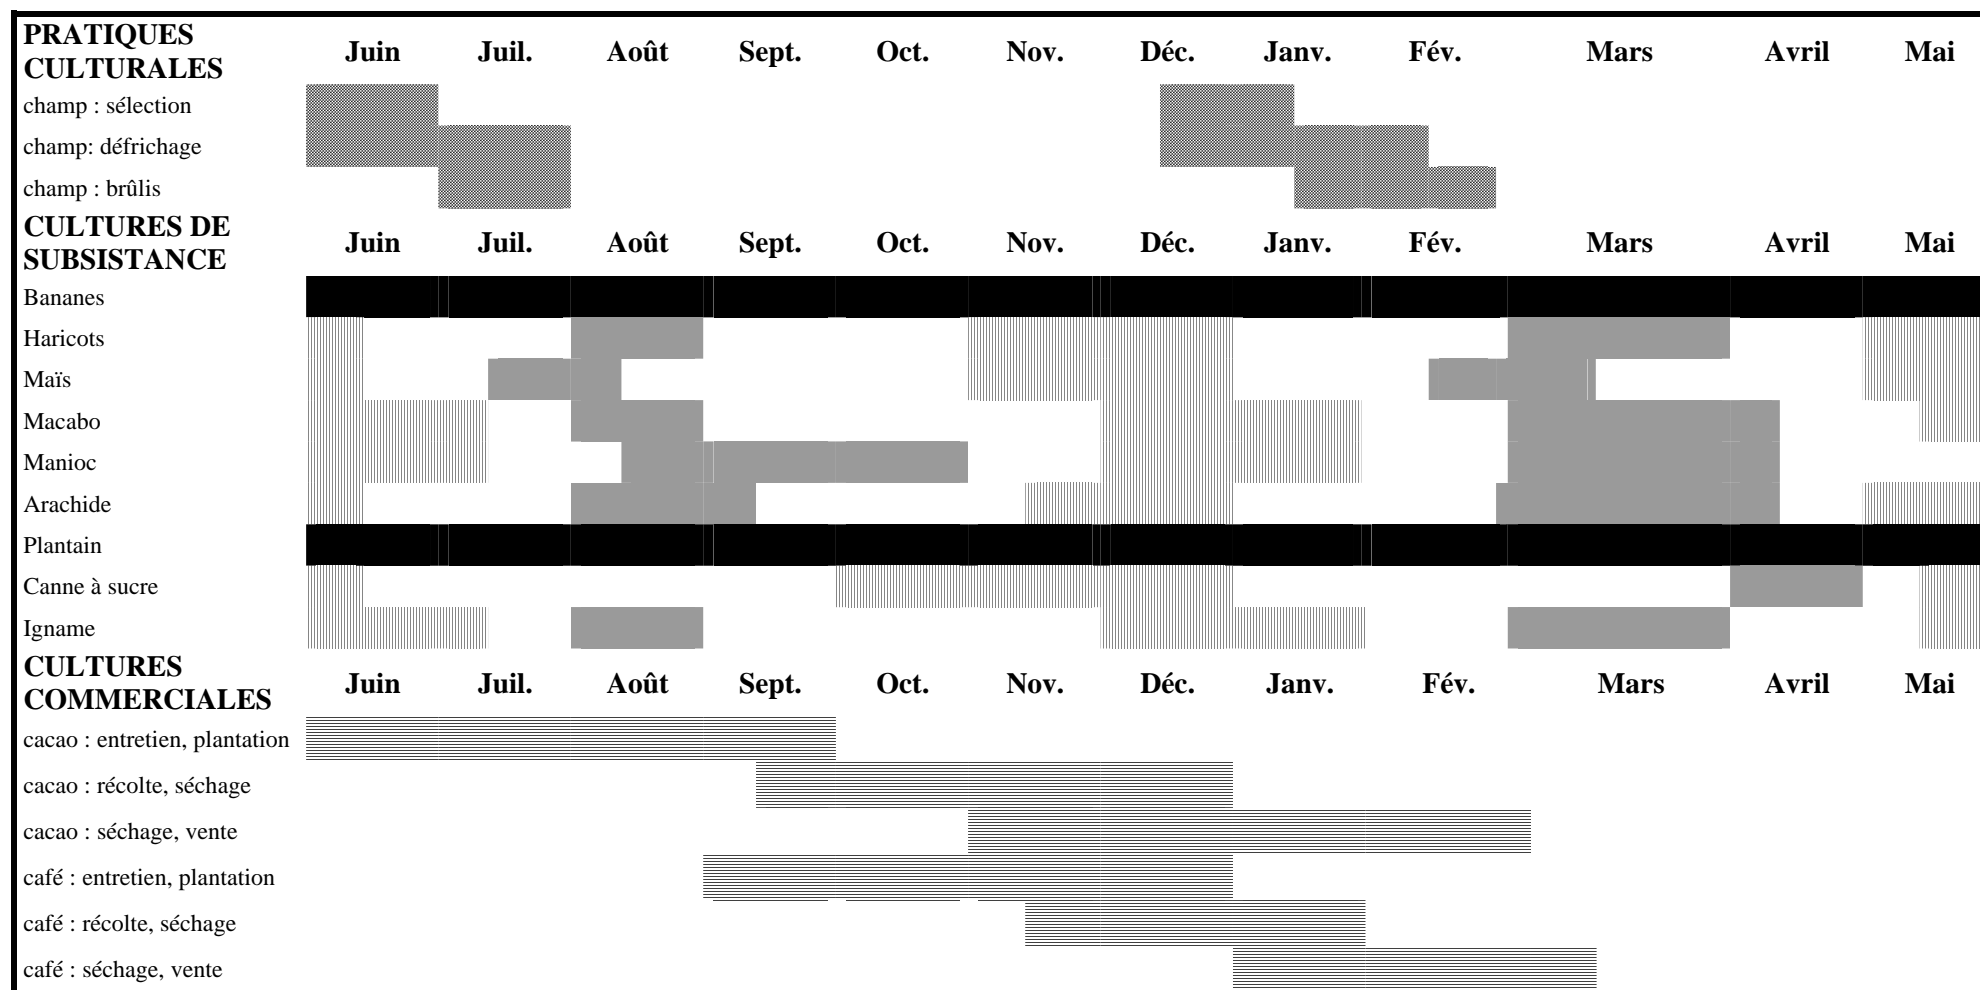 PRATIQUES
CULTURALES
Juin Juil. Août Sept. Oct. Nov. Déc. Janv. Fév. Mars Avril Mai
champ : sélection
champ: défrichage
champ : brûlis
CULTURES DE
SUBSISTANCE
Juin Juil. Août Sept. Oct. Nov. Déc. Janv. Fév. Mars Avril Mai
Bananes
Haricots
Maïs
Macabo
Manioc
Arachide
Plantain
Canne à sucre
Igname
CULTURES
COMMERCIALES
Juin Juil. Août Sept. Oct. Nov. Déc. Janv. Fév. Mars Avril Mai
cacao : entretien, plantation
cacao : récolte, séchage
cacao : séchage, vente
café : entretien, plantation
café : récolte, séchage
café : séchage, vente